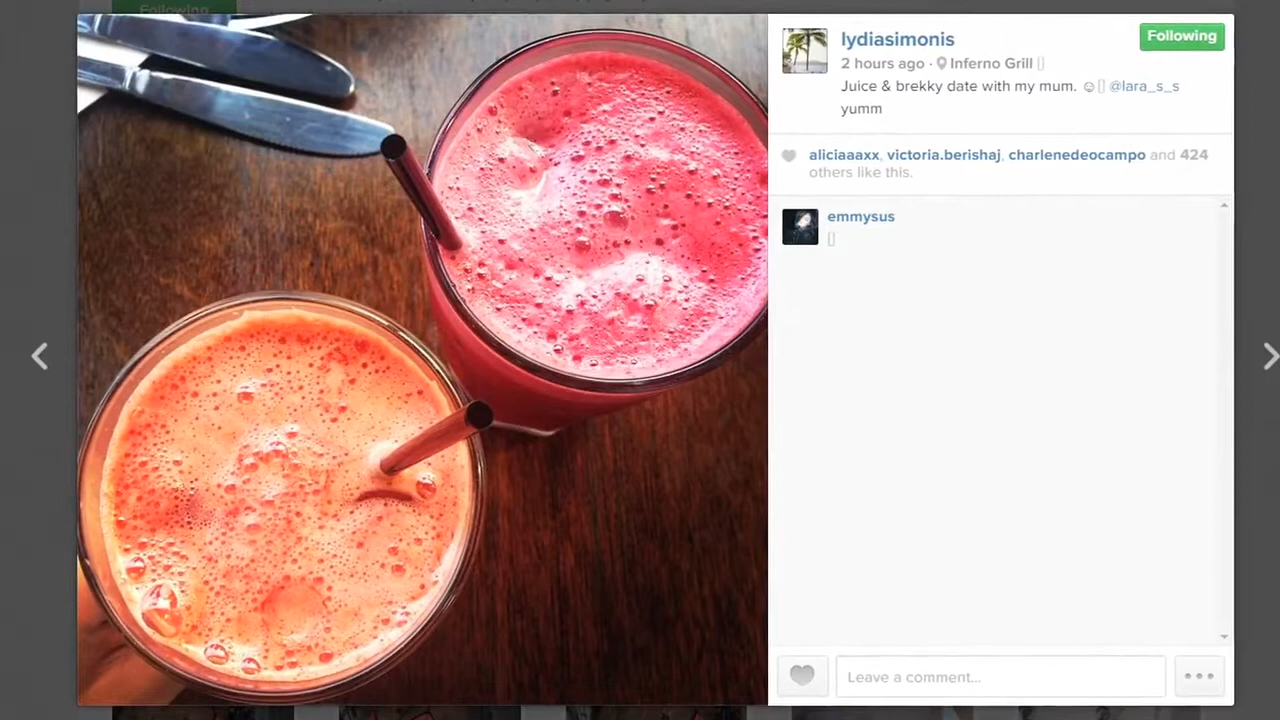 Following
lydiasimonis
Following
2 hours ago · Inferno Grill
Juice & brekky date with my mum. ☺ @lara_s_s
yumm
aliciaaaxx, victoria.berishaj, charlenedeocampo and 424
others like this.
emmysus
Leave a comment...